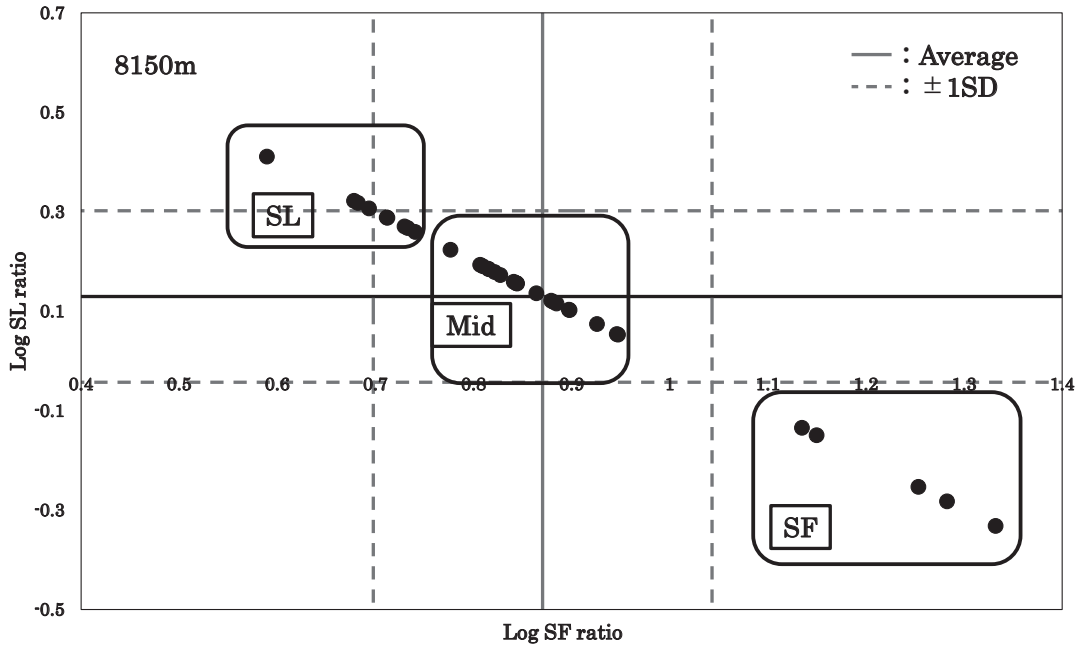 0.7
8150m
: Average
: ±1SD
0.5
SL
0.3
0.1
Mid
Log SL ratio
0.4 0.5 0.6 0.7 0.8 0.9 1 1.1 1.2 1.3 1.4
-0.1
-0.3
SF
-0.5
Log SF ratio